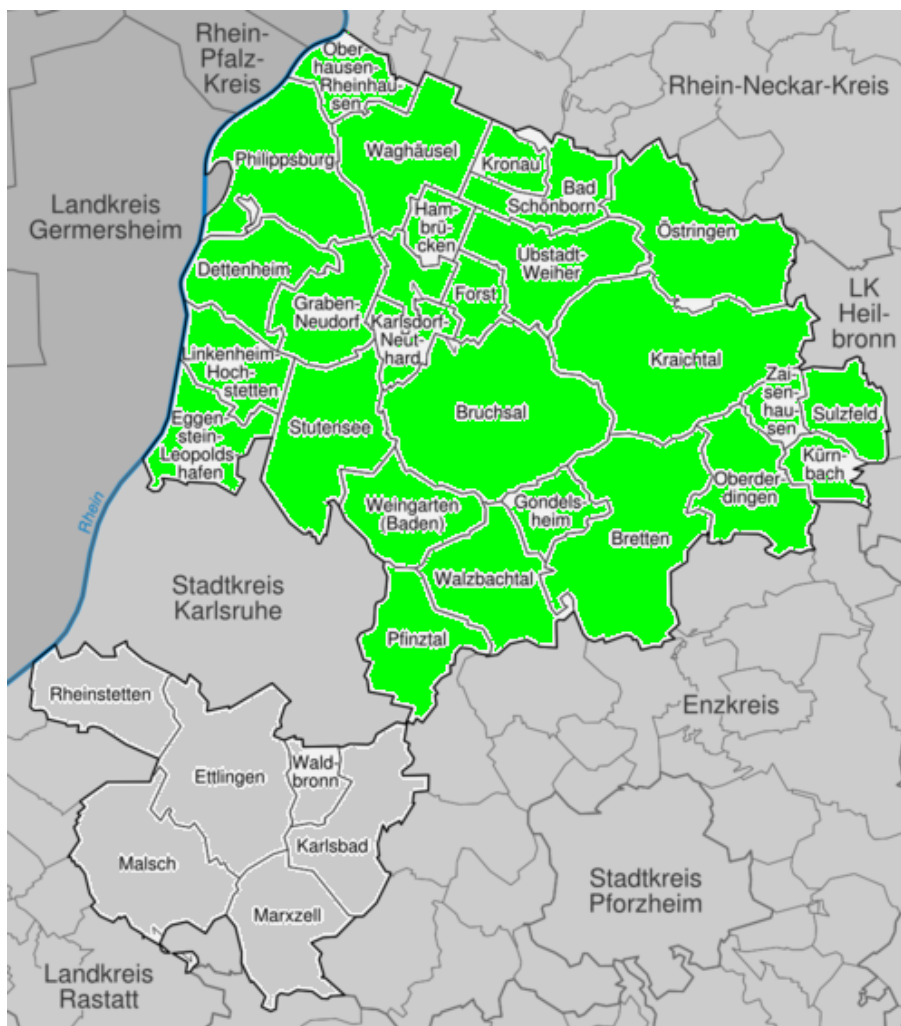 Rhein-
Pfalz-
Kreis
Ober-
hausen-
Rheinhau-
sen
Rhein-Neckar-Kreis
Waghäusel
Philippsburg
Kronau
Bad
Schönborn
Landkreis
Germersheim
Ham-
brü-
cken
Östringen
Ubstadt-
Weiher
Dettenheim
Forst
Graben-
Neudorf
LK
Heil-
bronn
Karlsdorf-
Neut-
hard
Kraichtal
Linkenheim-
Hoch-
stetten
Zai-
sen-
hau-
sen
Sulzfeld
Bruchsal
Eggen-
stein-
Leopolds
hafen
Stutensee
Kürn-
bach
Oberder-
dingen
Rhein
Weingarten
(Baden)
Gondels-
heim
Bretten
Walzbachtal
Stadtkreis
Karlsruhe
Pfinztal
Rheinstetten
Enzkreis
Ettlingen
Wald-
bronn
Karlsbad
Malsch
Stadtkreis
Pforzheim
Marxzell
Landkreis
Rastatt